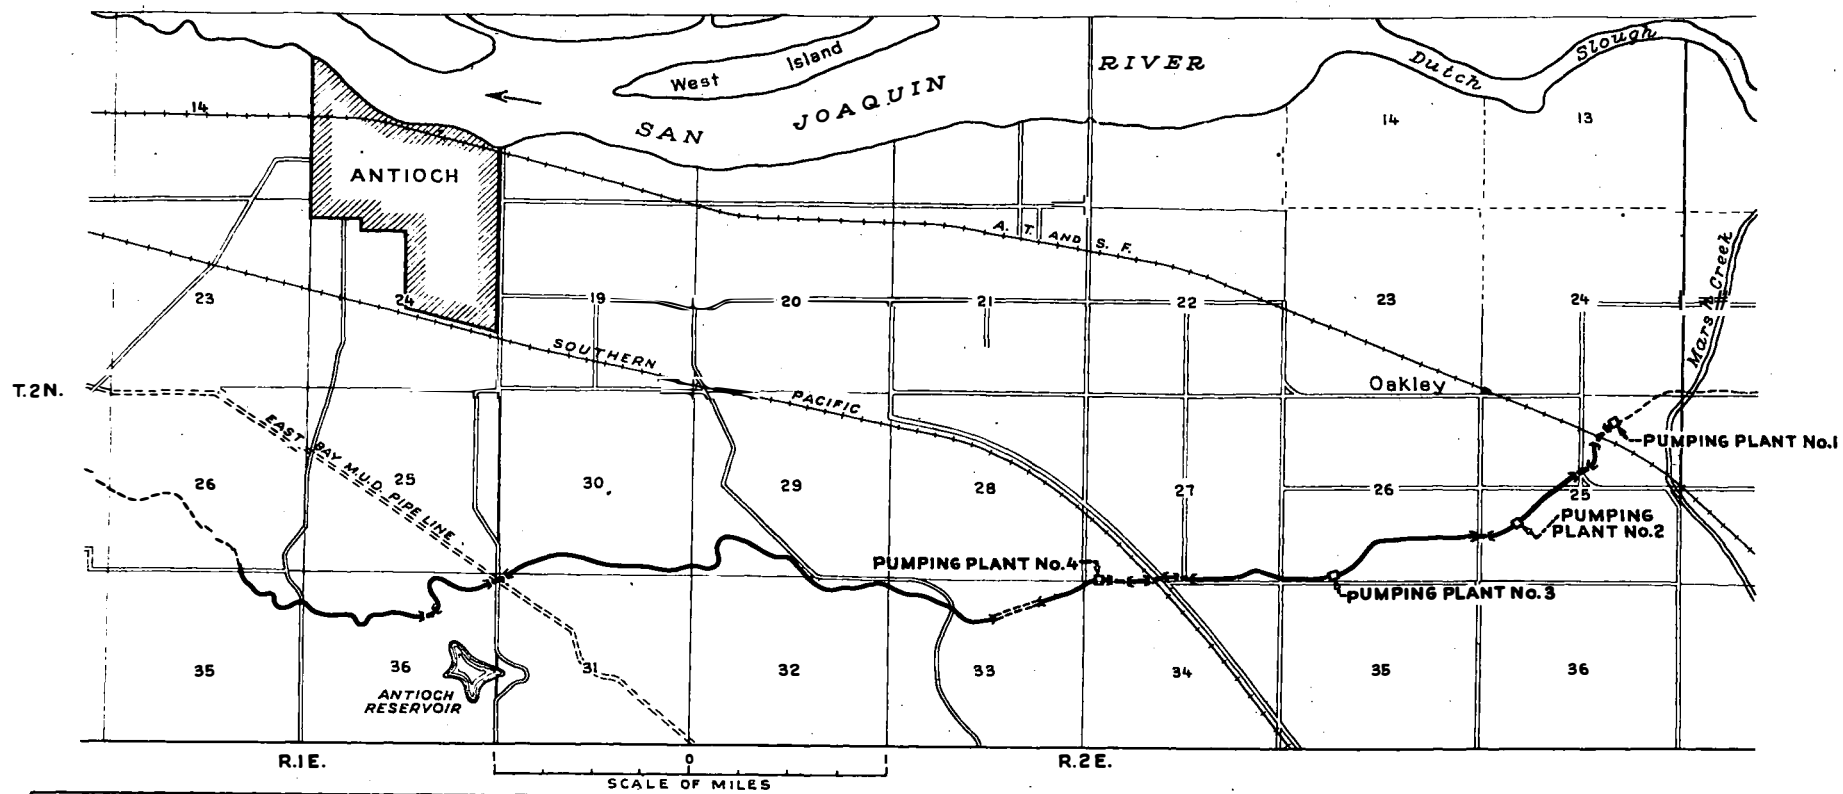 West Island
SAN JOAQUIN RIVER
Dutch Slough
14
14
13
ANTIOCH
A. T. AND S. F.
Marsh Creek
23
24
19
20
21
22
23
24
SOUTHERN PACIFIC
T.2N.
Oakley
EAST BAY M.U.D. PIPE LINE
PUMPING PLANT No.1
26
25
30
29
28
27
26
25
PUMPING
PLANT No.2
PUMPING PLANT No.4
PUMPING PLANT No.3
35
36
31
32
33
34
35
36
ANTIOCH
RESERVOIR
R.1E.
0
R.2E.
SCALE OF MILES